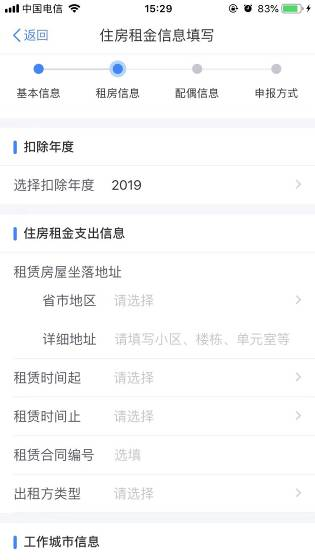 中国电信
15:29
83%
返回
住房租金信息填写
基本信息 租房信息 配偶信息 申报方式
扣除年度
选择扣除年度 2019
住房租金支出信息
租赁房屋坐落地址
省市地区 请选择
详细地址 请填写小区、楼栋、单元室等
租赁时间起 请选择
租赁时间止 请选择
租赁合同编号 选填
出租方类型 请选择
工作城市信息